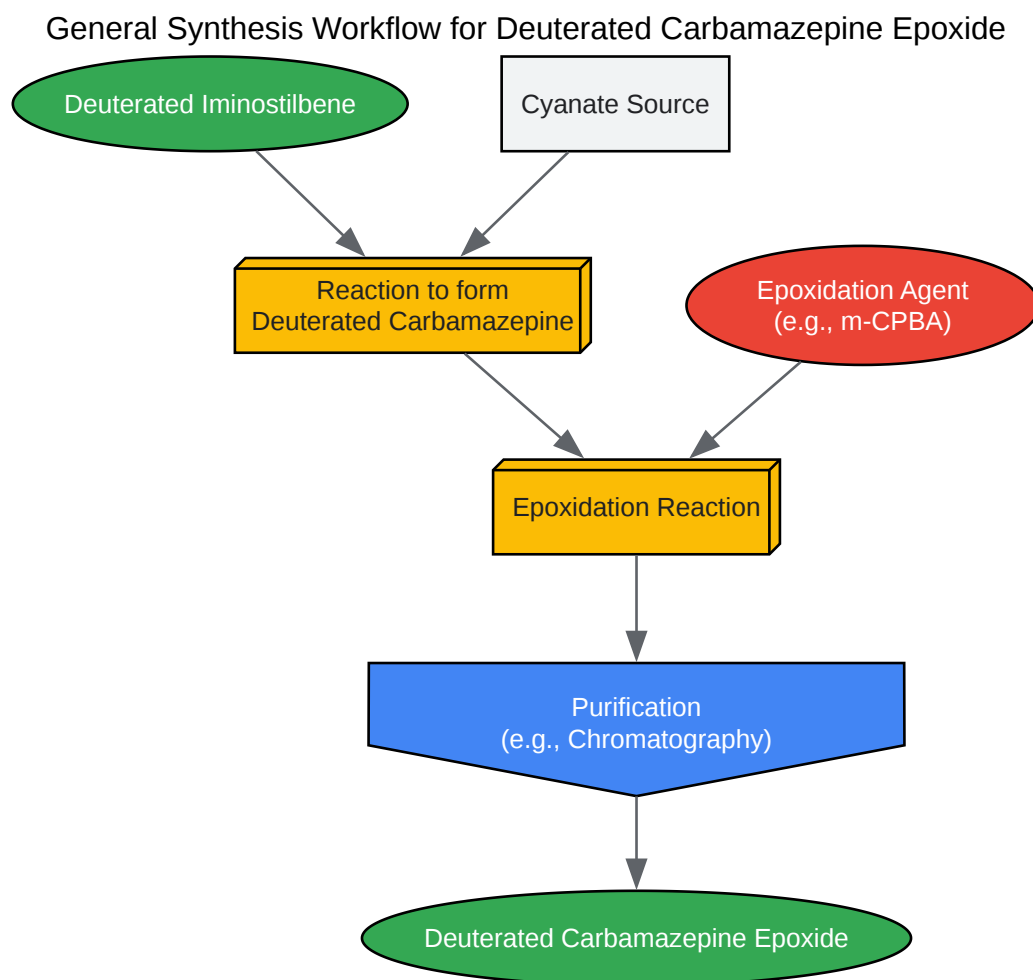 General Synthesis Workflow for Deuterated Carbamazepine Epoxide
Deuterated Iminostilbene
Cyanate Source
Reaction to form
Deuterated Carbamazepine
Epoxidation Agent
(e.g., m-CPBA)
Epoxidation Reaction
Purification
(e.g., Chromatography)
Deuterated Carbamazepine Epoxide